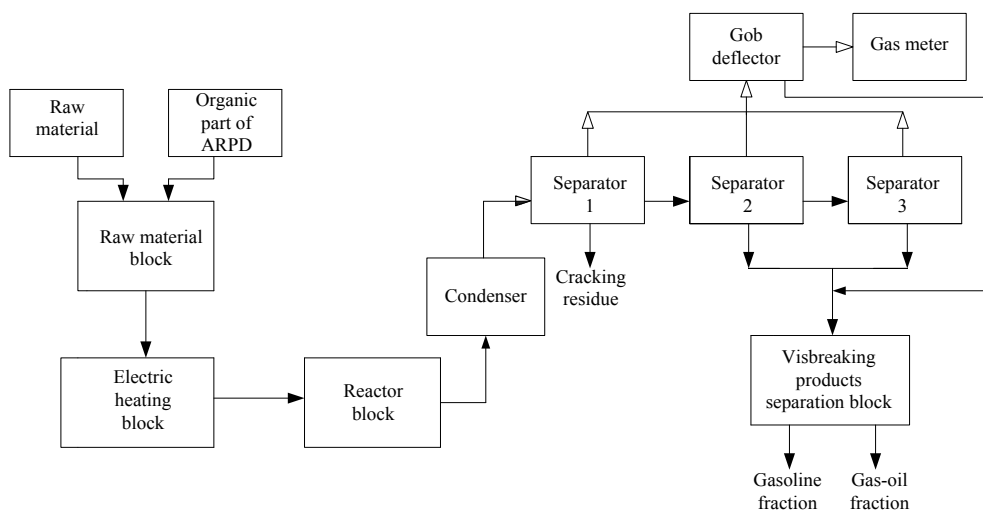 Gob
deflector
Gas meter
Raw
material
Organic
part of
ARPD
Separator
1
Separator
2
Separator
3
Raw material
block
Condenser
Cracking
residue
Electric
heating
block
Reactor
block
Visbreaking
products
separation block
Gasoline
fraction
Gas-oil
fraction